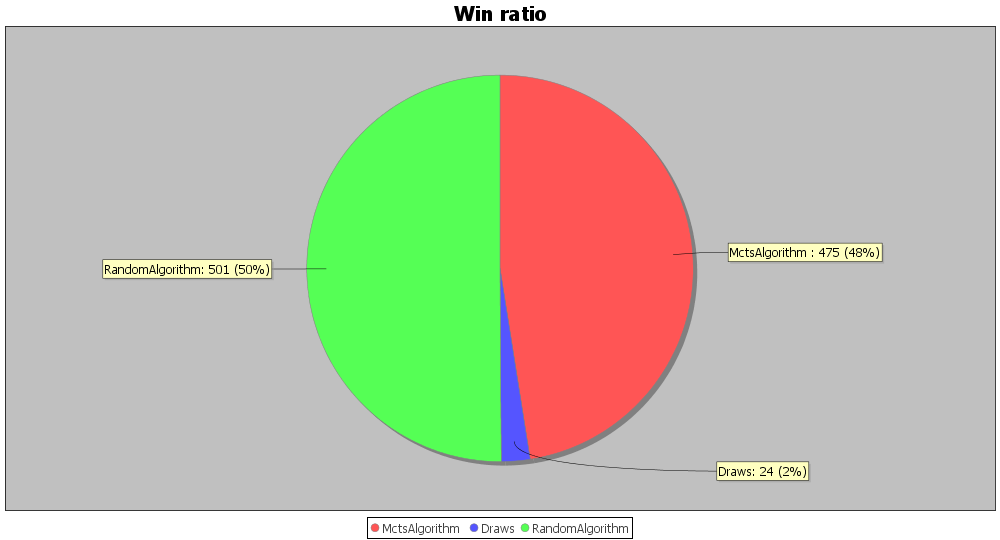 Win ratio
MctsAlgorithm : 475 (48%)
RandomAlgorithm: 501 (50%)
Draws: 24 (2%)
MctsAlgorithm Draws RandomAlgorithm